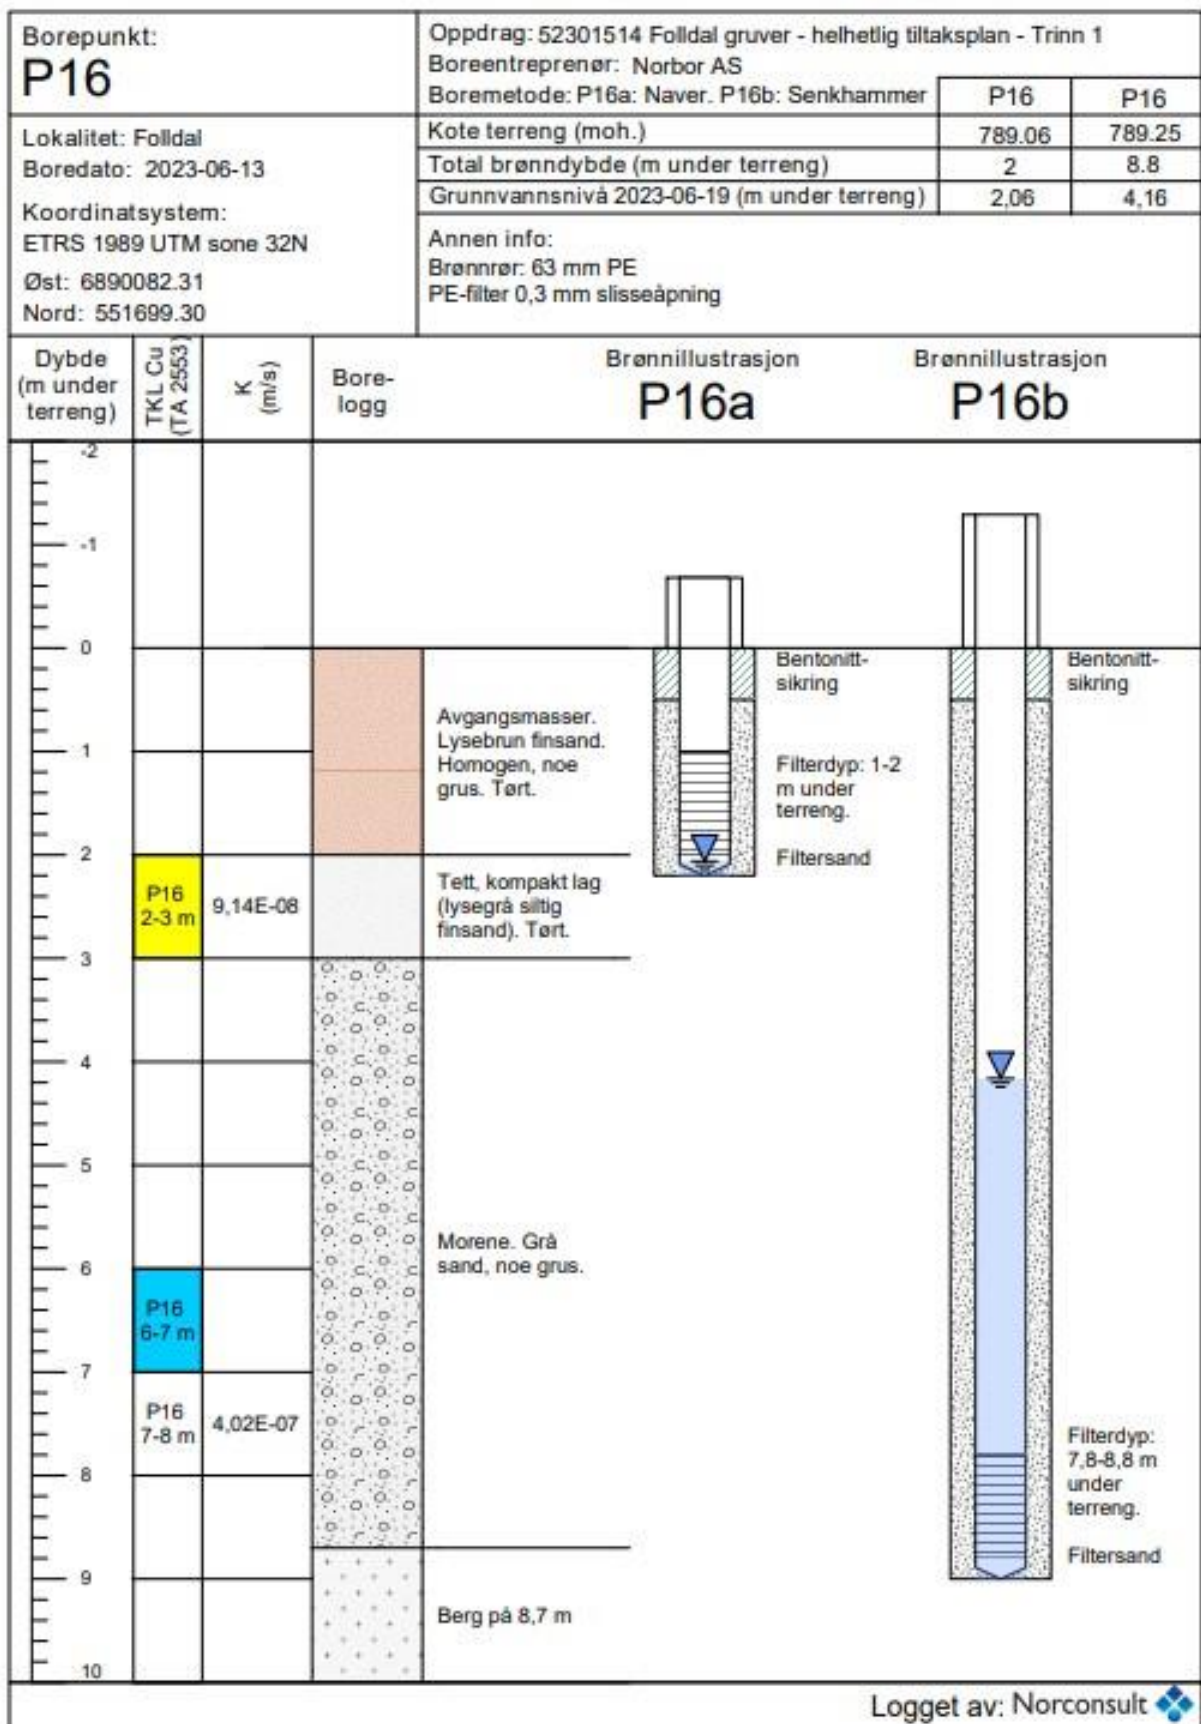 Borepunkt:
P16
Oppdrag: 52301514 Folldal gruver - helhetlig tiltaksplan - Trinn 1
Boreentreprenør: Norbor AS
Boremetode: P16a: Naver. P16b: Senkhammer P16 P16
Lokalitet: Folldal
Boredato: 2023-06-13
Koordinatsystem:
ETRS 1989 UTM sone 32N
Øst: 6890082.31
Nord: 551699.30
Kote terreng (moh.) 789.06 789.25
Total brønndybde (m under terreng) 2 8.8
Grunnvannsnivå 2023-06-19 (m under terreng) 2,06 4,16
Annen info:
Brønnrør: 63 mm PE
PE-filter 0,3 mm slisseåpning
Dybde
(m under
terreng)
TKL Cu
(TA 2553)
K
(m/s)
Bore-
logg
Brønnillustrasjon
P16a
Brønnillustrasjon
P16b
-2
-1
0
1
2
3
4
5
6
7
8
9
10
P16
2-3 m
9,14E-08
P16
6-7 m
P16
7-8 m
4,02E-07
Avgangsmasser.
Lysebrun finsand.
Homogen, noe
grus. Tørt.
Tett, kompakt lag
(lysegrå siltig
finsand). Tørt.
Morene. Grå
sand, noe grus.
Berg på 8,7 m
Bentonitt-
sikring
Filterdyp: 1-2
m under
terreng.
Filtersand
Bentonitt-
sikring
Filterdyp:
7,8-8,8 m
under
terreng.
Filtersand
Logget av: Norconsult